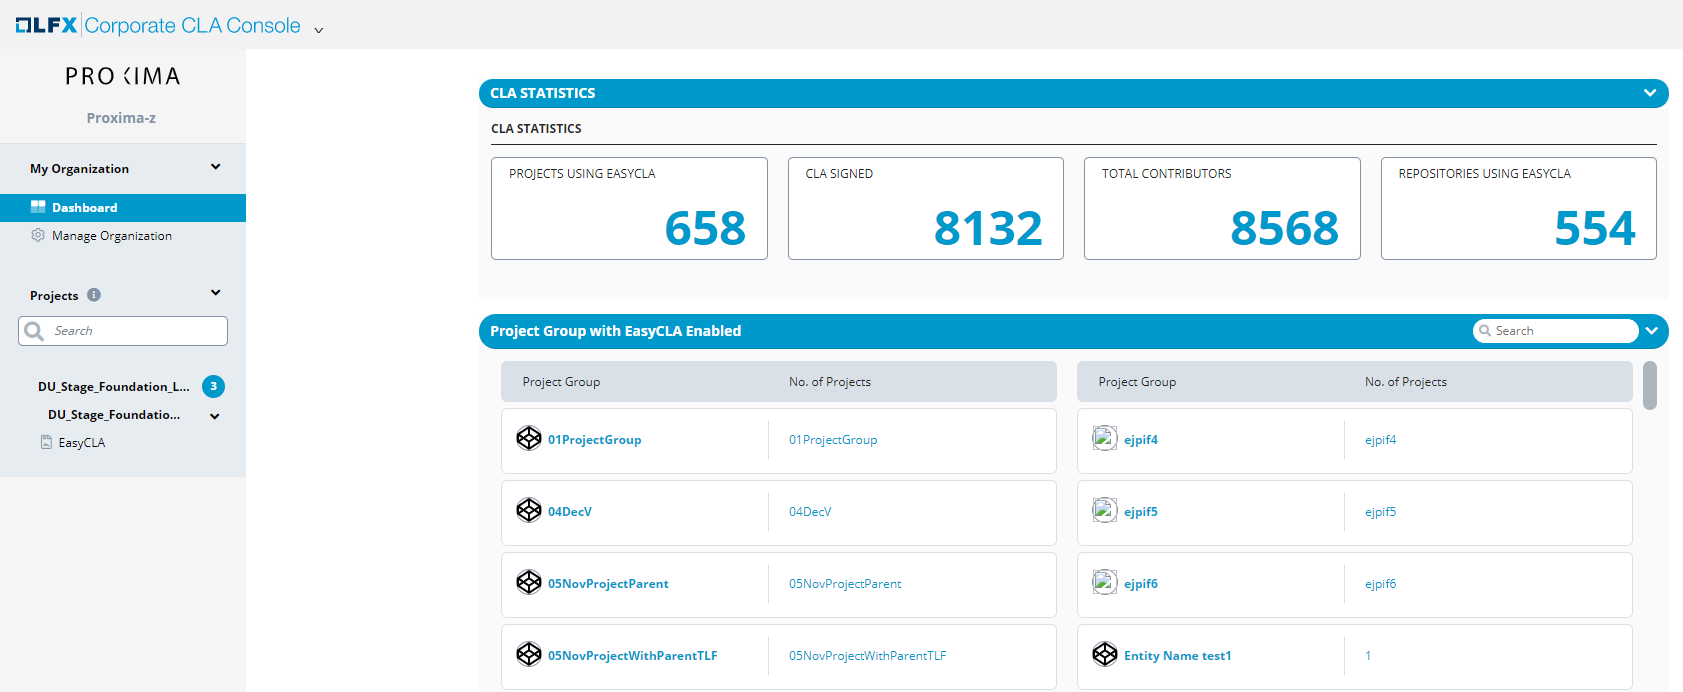 LFX Corporate CLA Console
PROXIMA
Proxima-z
My Organization
Dashboard
Manage Organization
Projects
Search
DU_Stage_Foundation_L... 3
DU_Stage_Foundatio...
EasyCLA
CLA STATISTICS
CLA STATISTICS
PROJECTS USING EASYCLA
658
CLA SIGNED
8132
TOTAL CONTRIBUTORS
8568
REPOSITORIES USING EASYCLA
554
Project Group with EasyCLA Enabled
Search
Project Group No. of Projects
01ProjectGroup 01ProjectGroup
04DecV 04DecV
05NovProjectParent 05NovProjectParent
05NovProjectWithParentTLF 05NovProjectWithParentTLF
Project Group No. of Projects
ejpif4 ejpif4
ejpif5 ejpif5
ejpif6 ejpif6
Entity Name test1 1